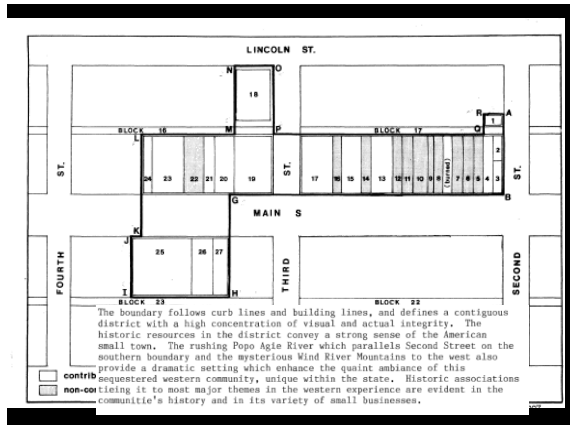 LINCOLN ST.
N O
18
R A
1
L BLOCK 16 M P BLOCK 17 Q
2
ST. 24 23 22 21 20 19 ST. 17 16 15 14 13 12 11 10 9 8 (burned) 7 6 5 4 3 ST.
G B
MAIN S
K
J
25 26 27
FOURTH THIRD SECOND
I H
BLOCK 23 BLOCK 22
The boundary follows curb lines and building lines, and defines a contiguous
district with a high concentration of visual and actual integrity. The
historic resources in the district convey a strong sense of the American
small town. The rushing Popo Agie River which parallels Second Street on the
southern boundary and the mysterious Wind River Mountains to the west also
provide a dramatic setting which enhance the quaint ambiance of this
sequestered western community, unique within the state. Historic associations
tieing it to most major themes in the western experience are evident in the
communitie's history and in its variety of small businesses.
contrib
non-co